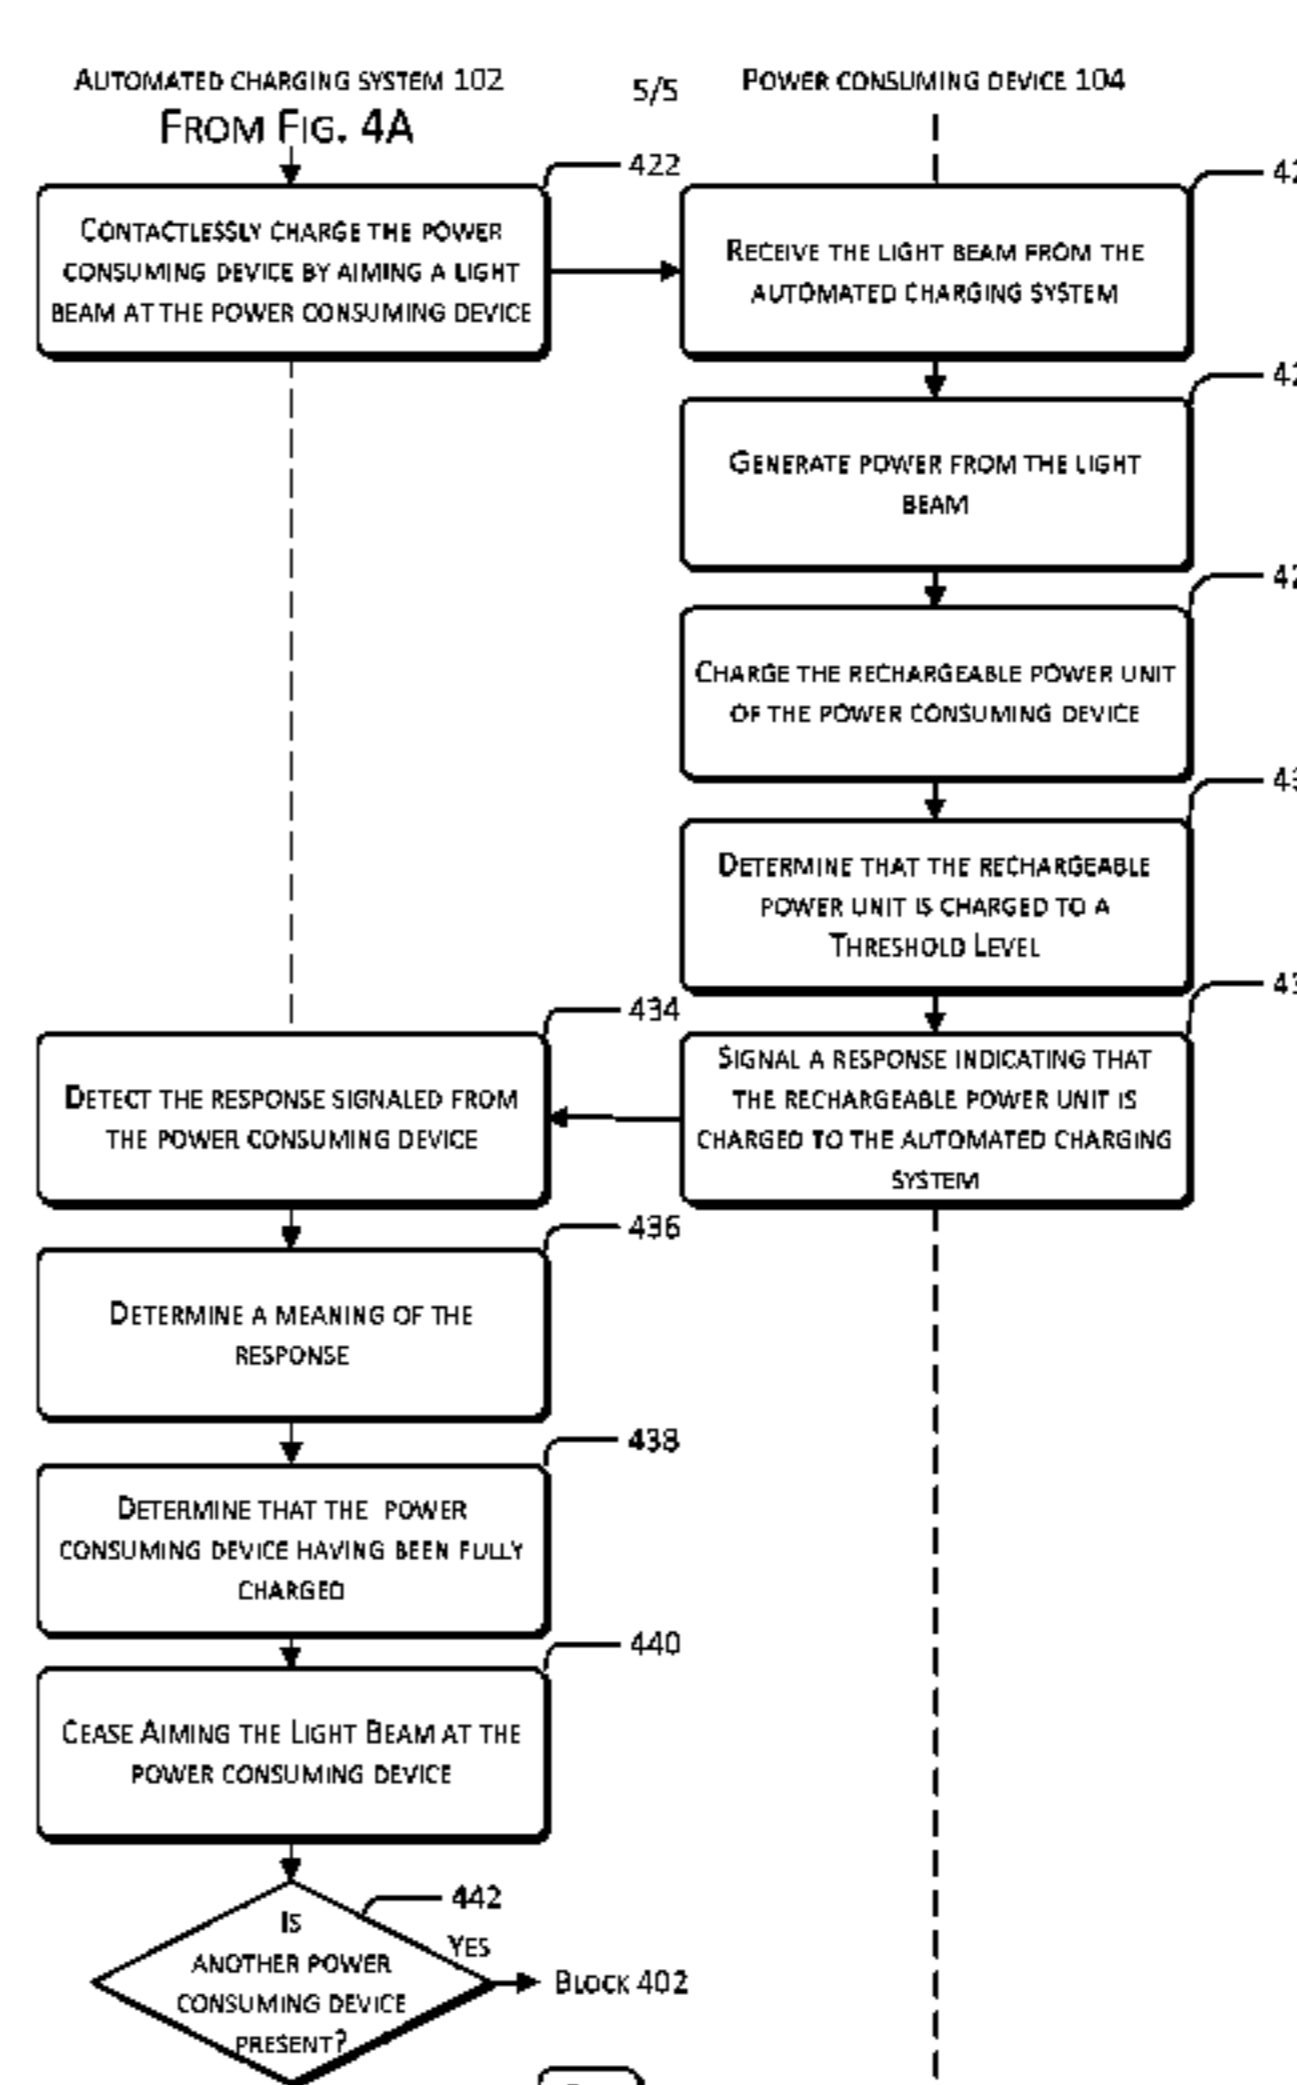 AUTOMATED CHARGING SYSTEM 102
5/5
POWER CONSUMING DEVICE 104
FROM FIG. 4A
422
CONTACTLESSLY CHARGE THE POWER
CONSUMING DEVICE BY AIMING A LIGHT
BEAM AT THE POWER CONSUMING DEVICE
RECEIVE THE LIGHT BEAM FROM THE
AUTOMATED CHARGING SYSTEM
GENERATE POWER FROM THE LIGHT
BEAM
CHARGE THE RECHARGEABLE POWER UNIT
OF THE POWER CONSUMING DEVICE
DETERMINE THAT THE RECHARGEABLE
POWER UNIT IS CHARGED TO A
THRESHOLD LEVEL
SIGNAL A RESPONSE INDICATING THAT
THE RECHARGEABLE POWER UNIT IS
CHARGED TO THE AUTOMATED CHARGING
SYSTEM
434
DETECT THE RESPONSE SIGNALED FROM
THE POWER CONSUMING DEVICE
436
DETERMINE A MEANING OF THE
RESPONSE
438
DETERMINE THAT THE POWER
CONSUMING DEVICE HAVING BEEN FULLY
CHARGED
440
CEASE AIMING THE LIGHT BEAM AT THE
POWER CONSUMING DEVICE
442
IS
ANOTHER POWER
CONSUMING DEVICE
PRESENT?
YES
BLOCK 402